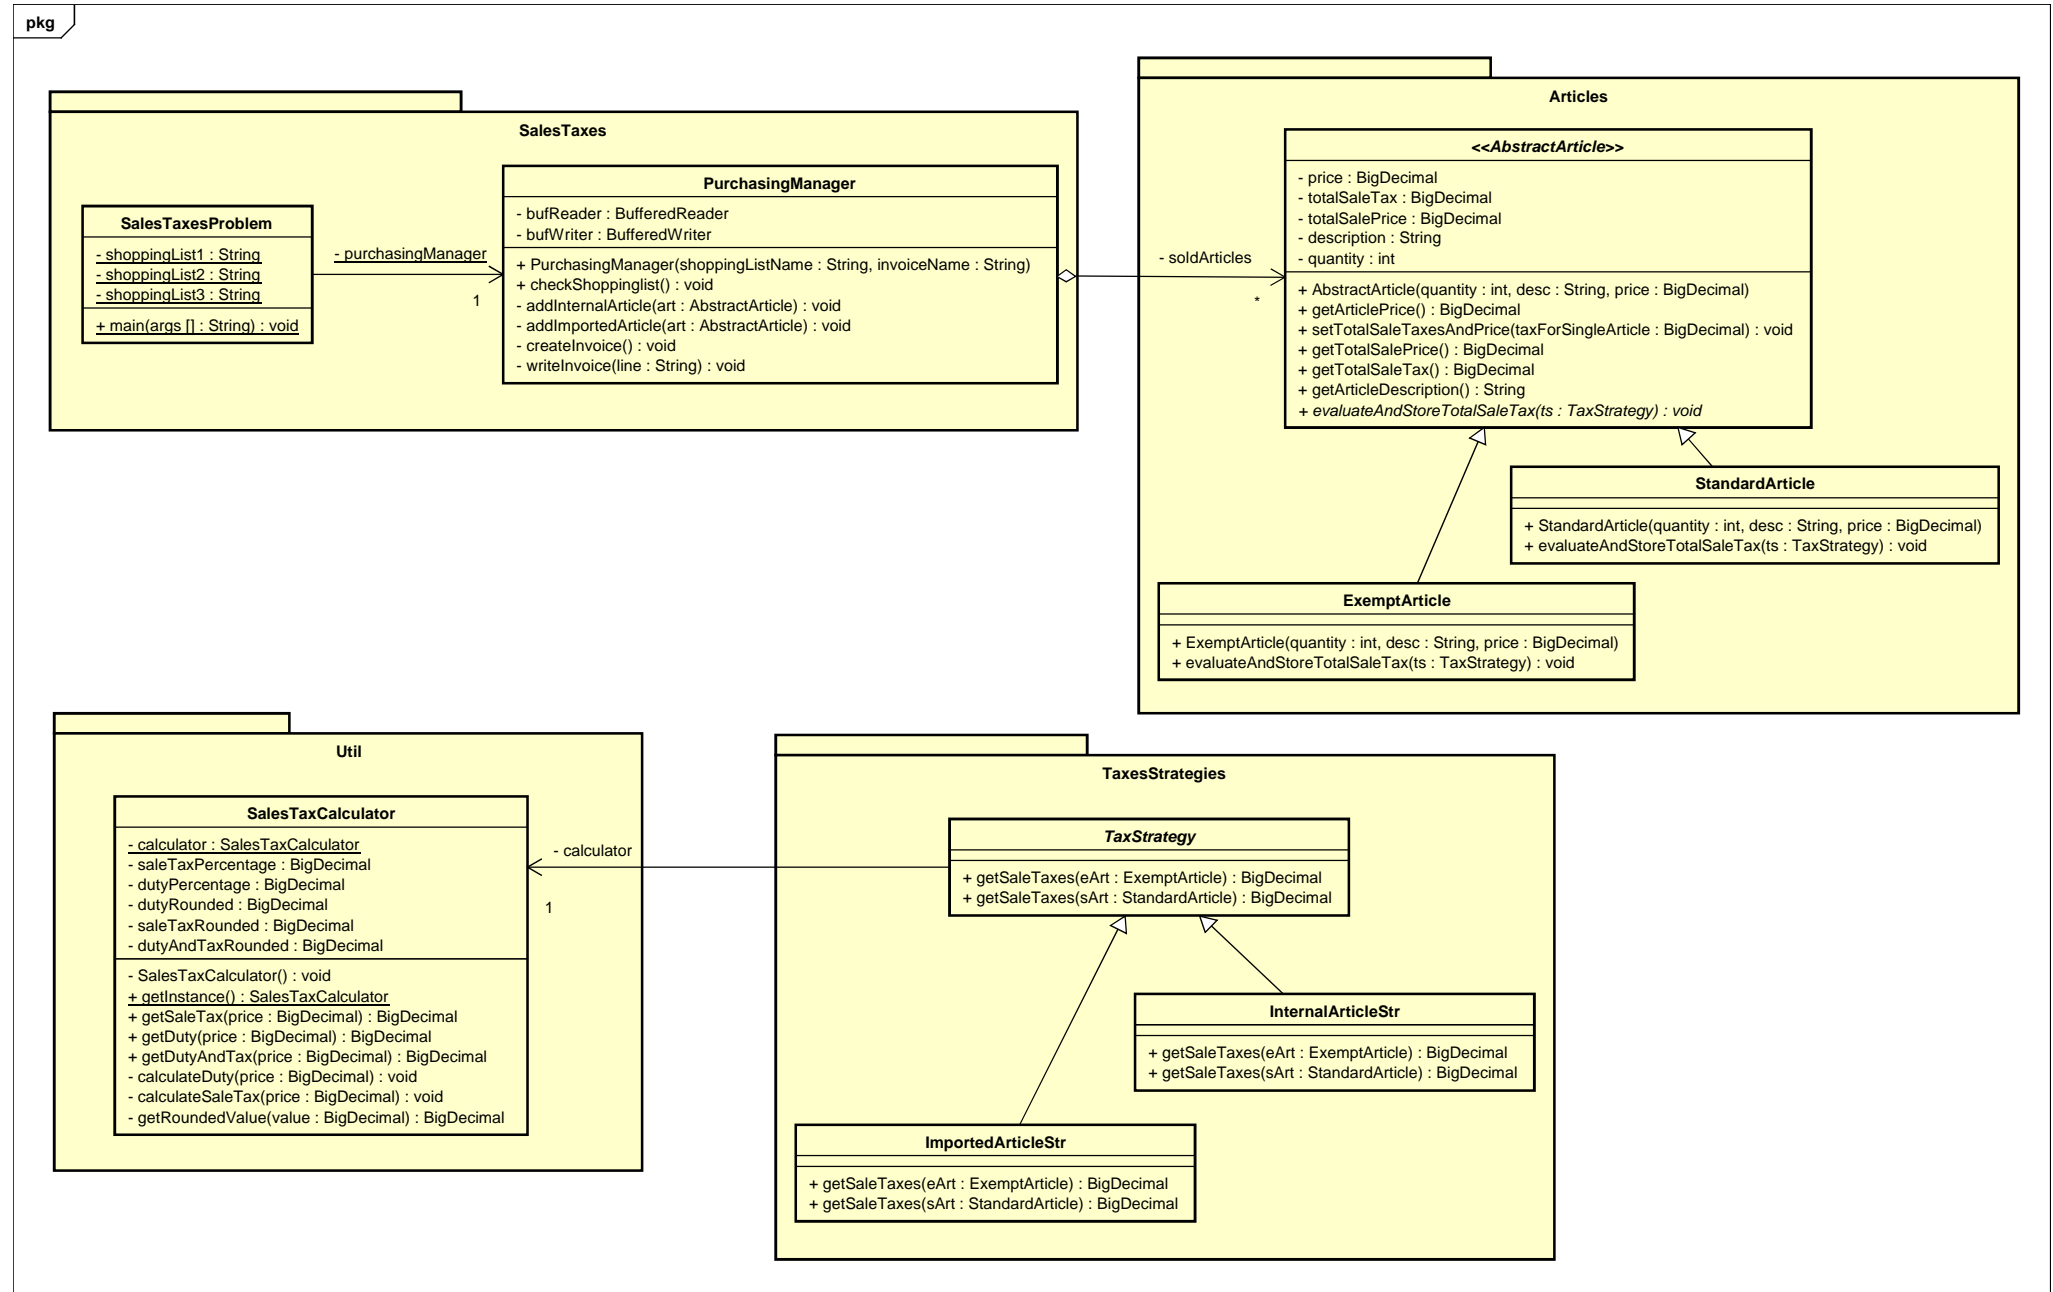 pkg
SalesTaxes
SalesTaxesProblem
- shoppingList1 : String
- shoppingList2 : String
- shoppingList3 : String
+ main(args [] : String) : void
- purchasingManager
1
PurchasingManager
- bufReader : BufferedReader
- bufWriter : BufferedWriter
+ PurchasingManager(shoppingListName : String, invoiceName : String)
+ checkShoppinglist() : void
- addInternalArticle(art : AbstractArticle) : void
- addImportedArticle(art : AbstractArticle) : void
- createInvoice() : void
- writeInvoice(line : String) : void
- soldArticles
*
Articles
<<AbstractArticle>>
- price : BigDecimal
- totalSaleTax : BigDecimal
- totalSalePrice : BigDecimal
- description : String
- quantity : int
+ AbstractArticle(quantity : int, desc : String, price : BigDecimal)
+ getArticlePrice() : BigDecimal
+ setTotalSaleTaxesAndPrice(taxForSingleArticle : BigDecimal) : void
+ getTotalSalePrice() : BigDecimal
+ getTotalSaleTax() : BigDecimal
+ getArticleDescription() : String
+ evaluateAndStoreTotalSaleTax(ts : TaxStrategy) : void
StandardArticle
+ StandardArticle(quantity : int, desc : String, price : BigDecimal)
+ evaluateAndStoreTotalSaleTax(ts : TaxStrategy) : void
ExemptArticle
+ ExemptArticle(quantity : int, desc : String, price : BigDecimal)
+ evaluateAndStoreTotalSaleTax(ts : TaxStrategy) : void
Util
SalesTaxCalculator
- calculator : SalesTaxCalculator
- saleTaxPercentage : BigDecimal
- dutyPercentage : BigDecimal
- dutyRounded : BigDecimal
- saleTaxRounded : BigDecimal
- dutyAndTaxRounded : BigDecimal
- SalesTaxCalculator() : void
+ getInstance() : SalesTaxCalculator
+ getSaleTax(price : BigDecimal) : BigDecimal
+ getDuty(price : BigDecimal) : BigDecimal
+ getDutyAndTax(price : BigDecimal) : BigDecimal
- calculateDuty(price : BigDecimal) : void
- calculateSaleTax(price : BigDecimal) : void
- getRoundedValue(value : BigDecimal) : BigDecimal
- calculator
1
TaxesStrategies
TaxStrategy
+ getSaleTaxes(eArt : ExemptArticle) : BigDecimal
+ getSaleTaxes(sArt : StandardArticle) : BigDecimal
InternalArticleStr
+ getSaleTaxes(eArt : ExemptArticle) : BigDecimal
+ getSaleTaxes(sArt : StandardArticle) : BigDecimal
ImportedArticleStr
+ getSaleTaxes(eArt : ExemptArticle) : BigDecimal
+ getSaleTaxes(sArt : StandardArticle) : BigDecimal